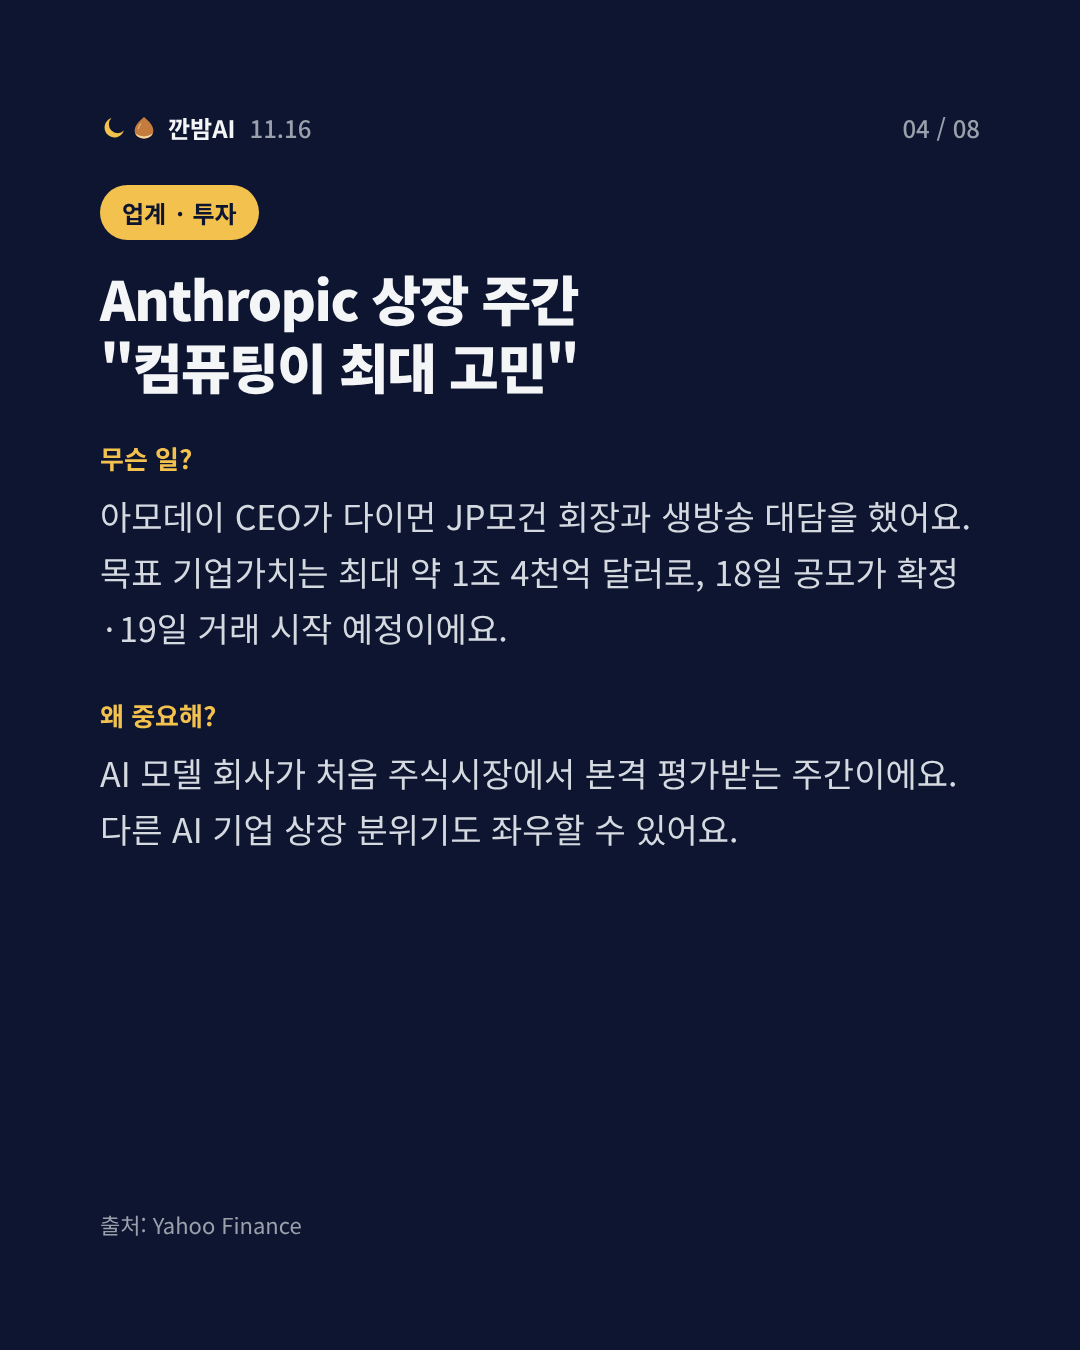 깐밤AI 11.16
04 / 08
업계 · 투자
Anthropic 상장 주간
"컴퓨팅이 최대 고민"
무슨 일?
아모데이 CEO가 다이먼 JP모건 회장과 생방송 대담을 했어요.
목표 기업가치는 최대 약 1조 4천억 달러로, 18일 공모가 확정
·19일 거래 시작 예정이에요.
왜 중요해?
AI 모델 회사가 처음 주식시장에서 본격 평가받는 주간이에요.
다른 AI 기업 상장 분위기도 좌우할 수 있어요.
출처: Yahoo Finance